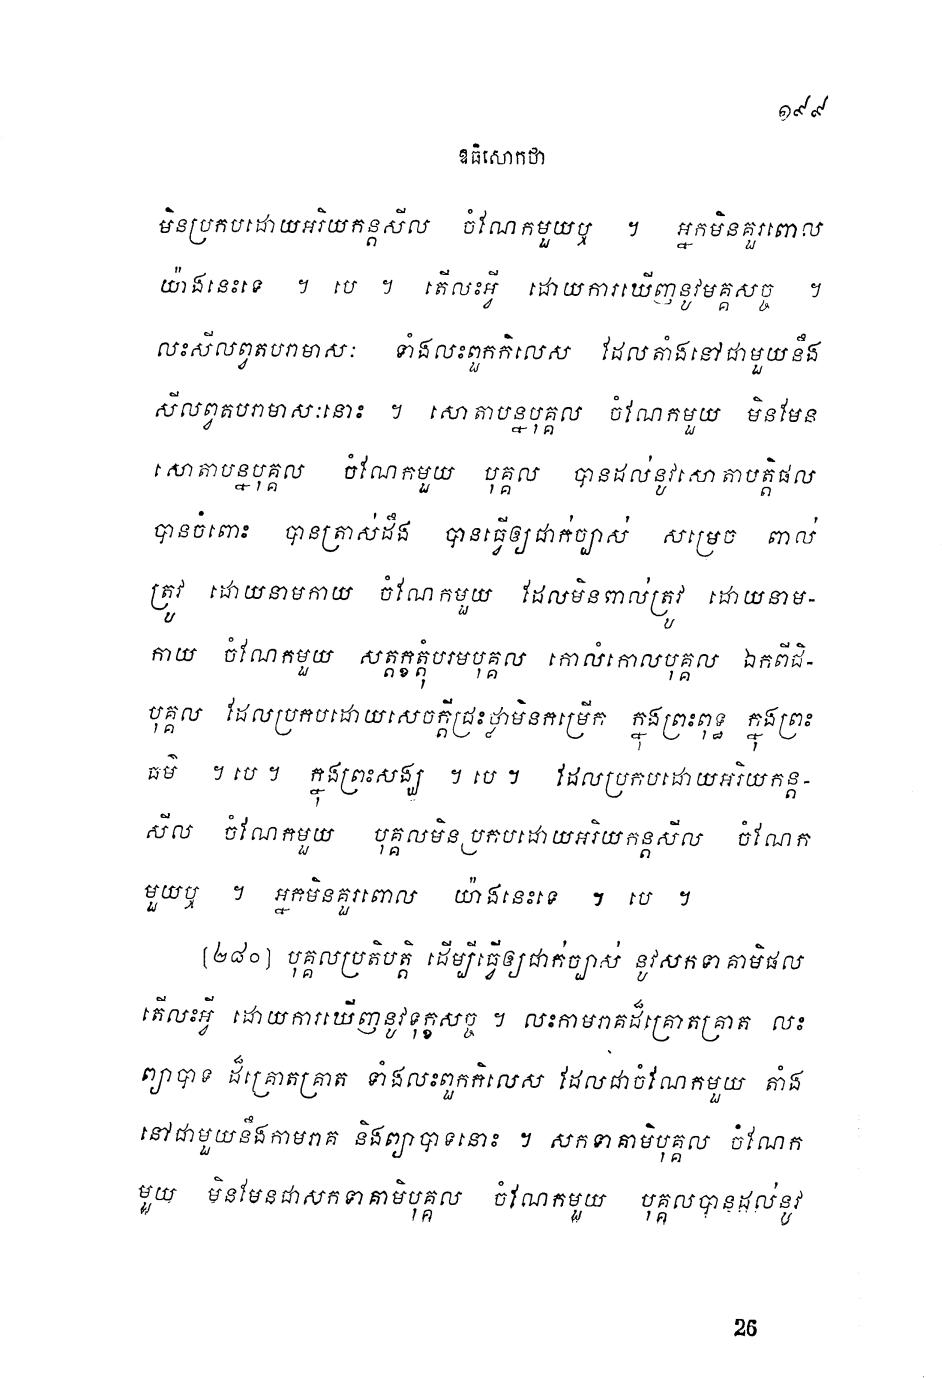 ១៩៩
ឱធិសោកថា
មិនប្រកបដោយអរិយកន្តសីល ចំណែកមួយឬ ។ អ្នកមិនគួរពោល
យ៉ាងនេះទេ ។ បេ ។ តើលះអ្វី ដោយការឃើញនូវមគ្គសច្ច ។
លះសីលព្វតបរាមាសៈ ទាំងលះពួកកិលេស ដែលតាំងនៅជាមួយនឹង
សីលព្វតបរាមាសៈនោះ ។ សោតាបន្នបុគ្គល ចំណែកមួយ មិនមែន
សោតាបន្នបុគ្គល ចំណែកមួយ បុគ្គល បានដល់នូវសោតាបត្តិផល
បានចំពោះ បានត្រាស់ដឹង បានធ្វើឲ្យជាក់ច្បាស់ សម្រេច ពាល់
ត្រូវ ដោយនាមកាយ ចំណែកមួយ ដែលមិនពាល់ត្រូវ ដោយនាម-
កាយ ចំណែកមួយ សត្តក្ខត្តុំបរមបុគ្គល កោលំកោលបុគ្គល ឯកពីជិ-
បុគ្គល ដែលប្រកបដោយសេចក្តីជ្រះថ្លាមិនកម្រើក ក្នុងព្រះពុទ្ធ ក្នុងព្រះ
ធម៌ ។ បេ ។ ក្នុងព្រះសង្ឃ ។ បេ ។ ដែលប្រកបដោយអរិយកន្ត-
សីល ចំណែកមួយ បុគ្គលមិនប្រកបដោយអរិយកន្តសីល ចំណែក
មួយឬ ។ អ្នកមិនគួរពោល យ៉ាងនេះទេ ។ បេ ។
[២៨០] បុគ្គលប្រតិបត្តិ ដើម្បីធ្វើឲ្យជាក់ច្បាស់ នូវសកទាគាមិផល
តើលះអ្វី ដោយការឃើញនូវទុក្ខសច្ច ។ លះកាមរាគដ៏គ្រោតគ្រាត លះ
ព្យាបាទ ដ៏គ្រោតគ្រាត ទាំងលះពួកកិលេស ដែលជាចំណែកមួយ តាំង
នៅជាមួយនឹងកាមរាគ និងព្យាបាទនោះ ។ សកទាគាមិបុគ្គល ចំណែក
មួយ មិនមែនជាសកទាគាមិបុគ្គល ចំណែកមួយ បុគ្គលបានដល់នូវ
26